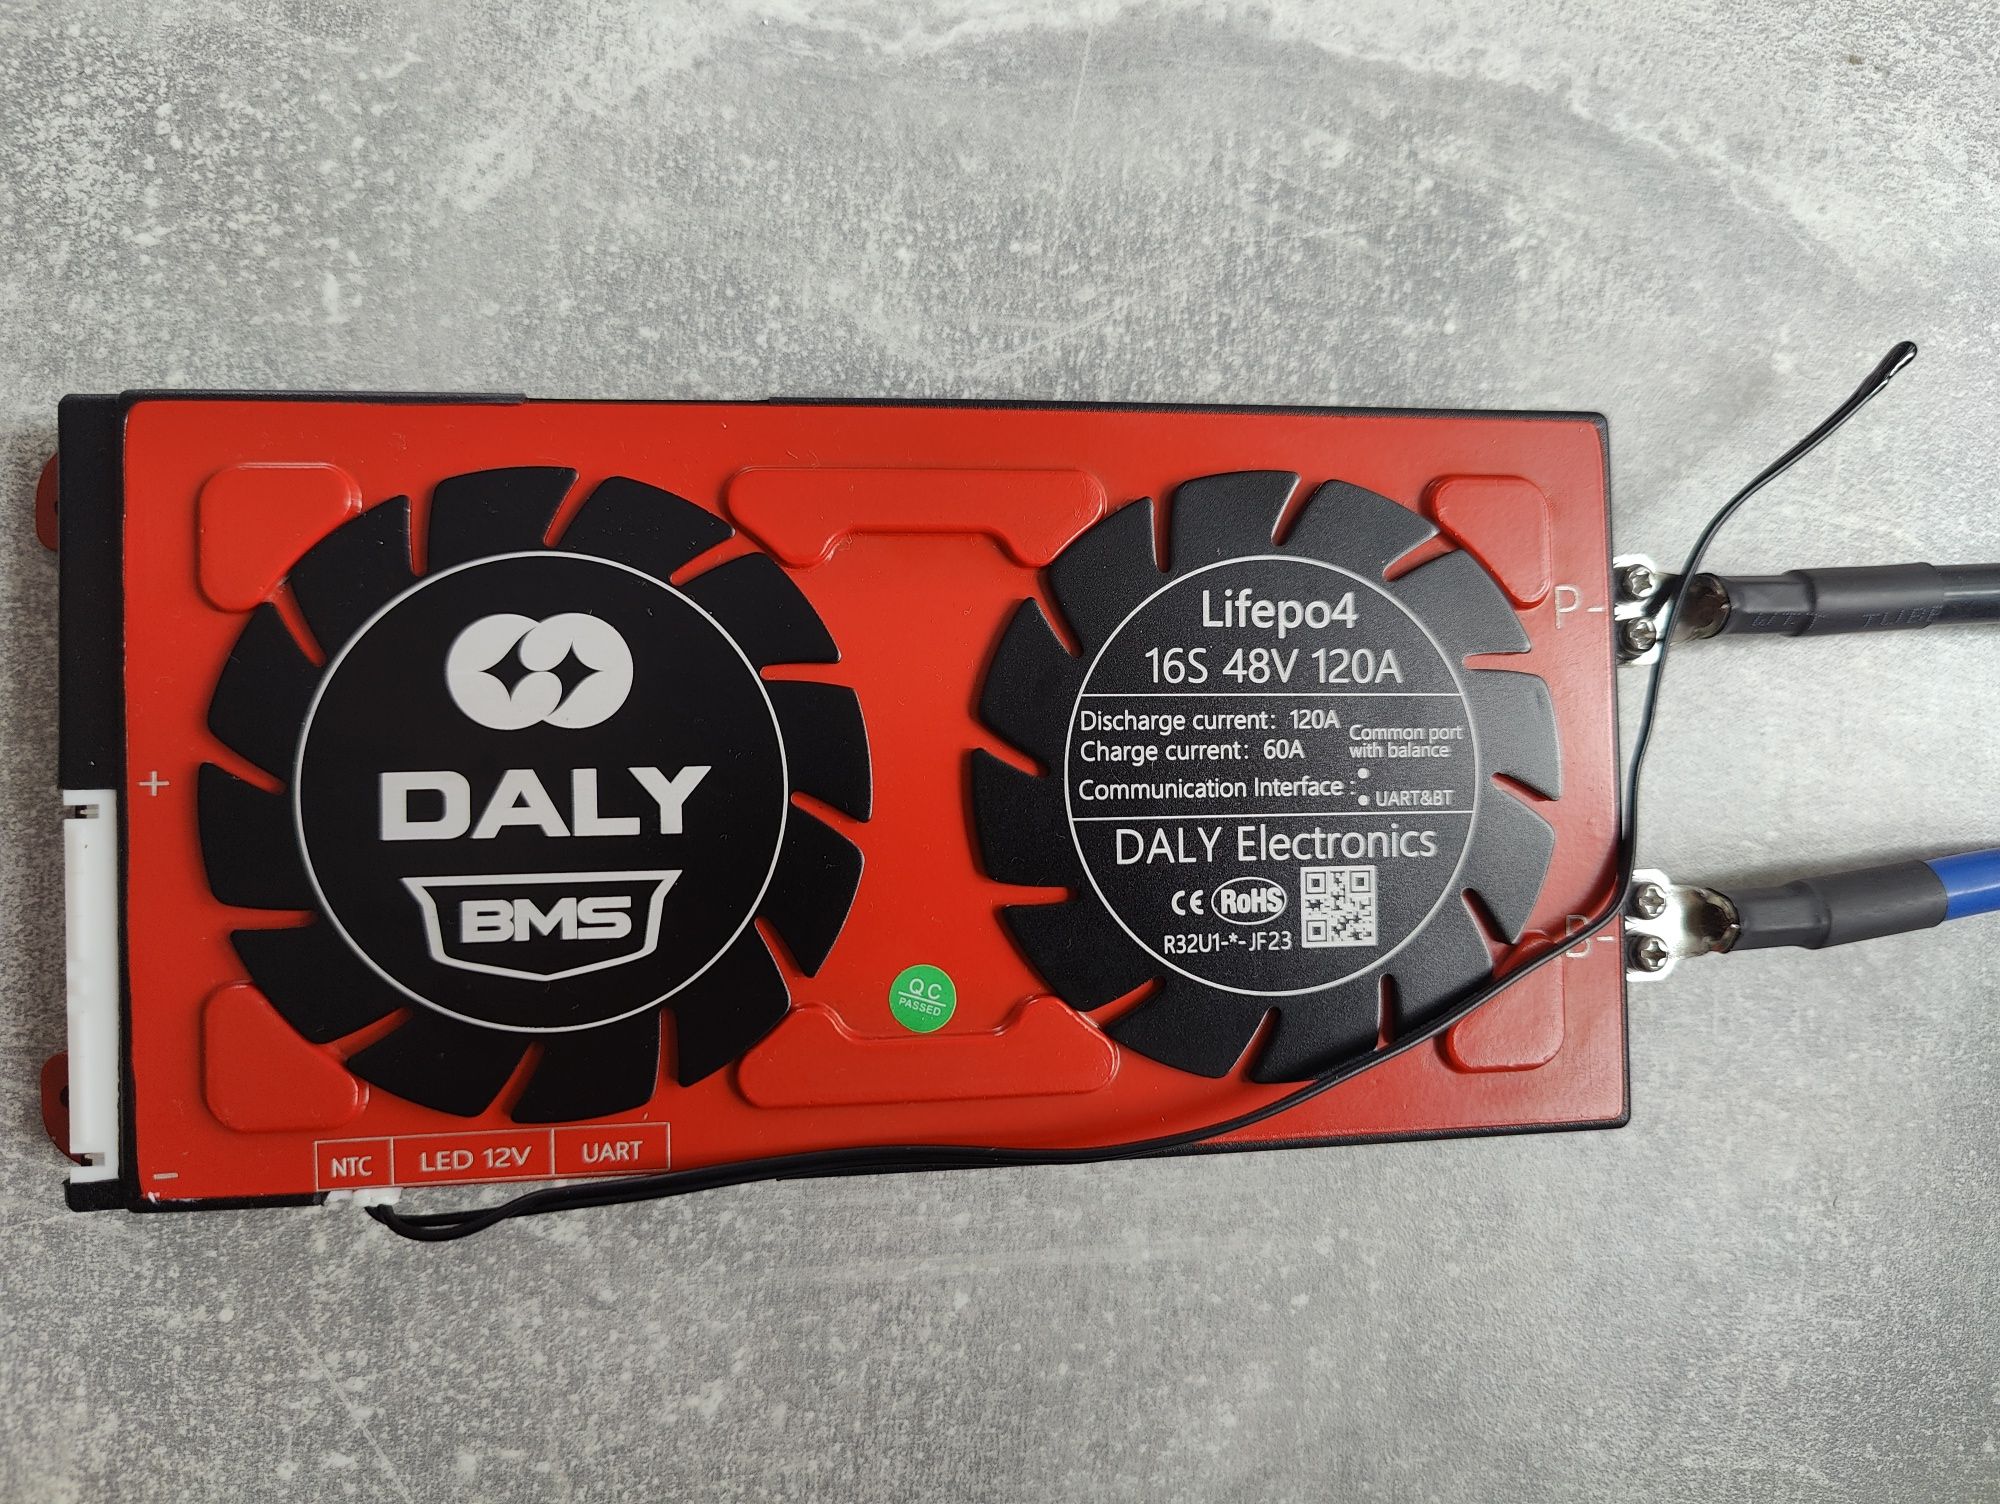 DALY
BMS
Lifepo4
16S 48V 120A
Discharge current: 120A
Charge current: 60A
Common port
with balance
Communication Interface :
UART&BT
DALY Electronics
CE RoHS
R32U1-*-JF23
QC
PASSED
P-
B-
+
-
NTC
LED 12V
UART